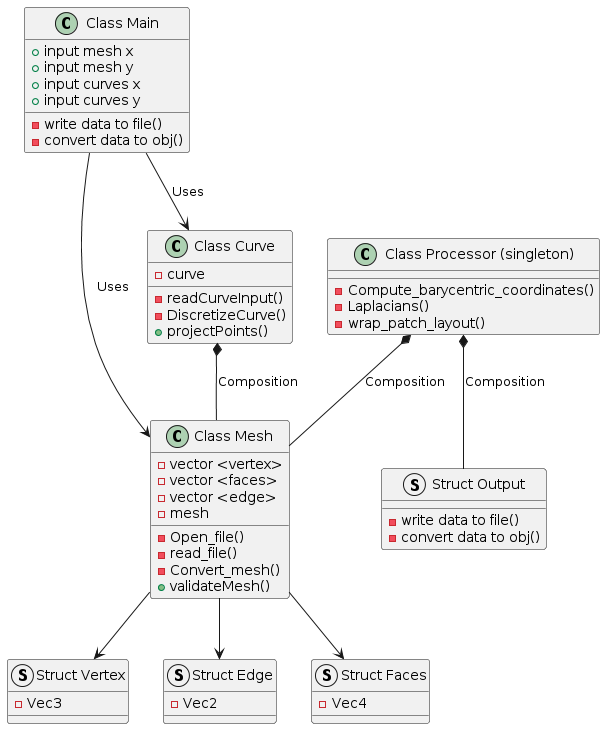 C Class Main
input mesh x
input mesh y
input curves x
input curves y
write data to file()
convert data to obj()
Uses
Uses
C Class Curve
curve
readCurveInput()
DiscretizeCurve()
projectPoints()
C Class Processor (singleton)
Compute_barycentric_coordinates()
Laplacians()
wrap_patch_layout()
Composition
Composition
Composition
C Class Mesh
vector <vertex>
vector <faces>
vector <edge>
mesh
Open_file()
read_file()
Convert_mesh()
validateMesh()
S Struct Output
write data to file()
convert data to obj()
S Struct Vertex
Vec3
S Struct Edge
Vec2
S Struct Faces
Vec4